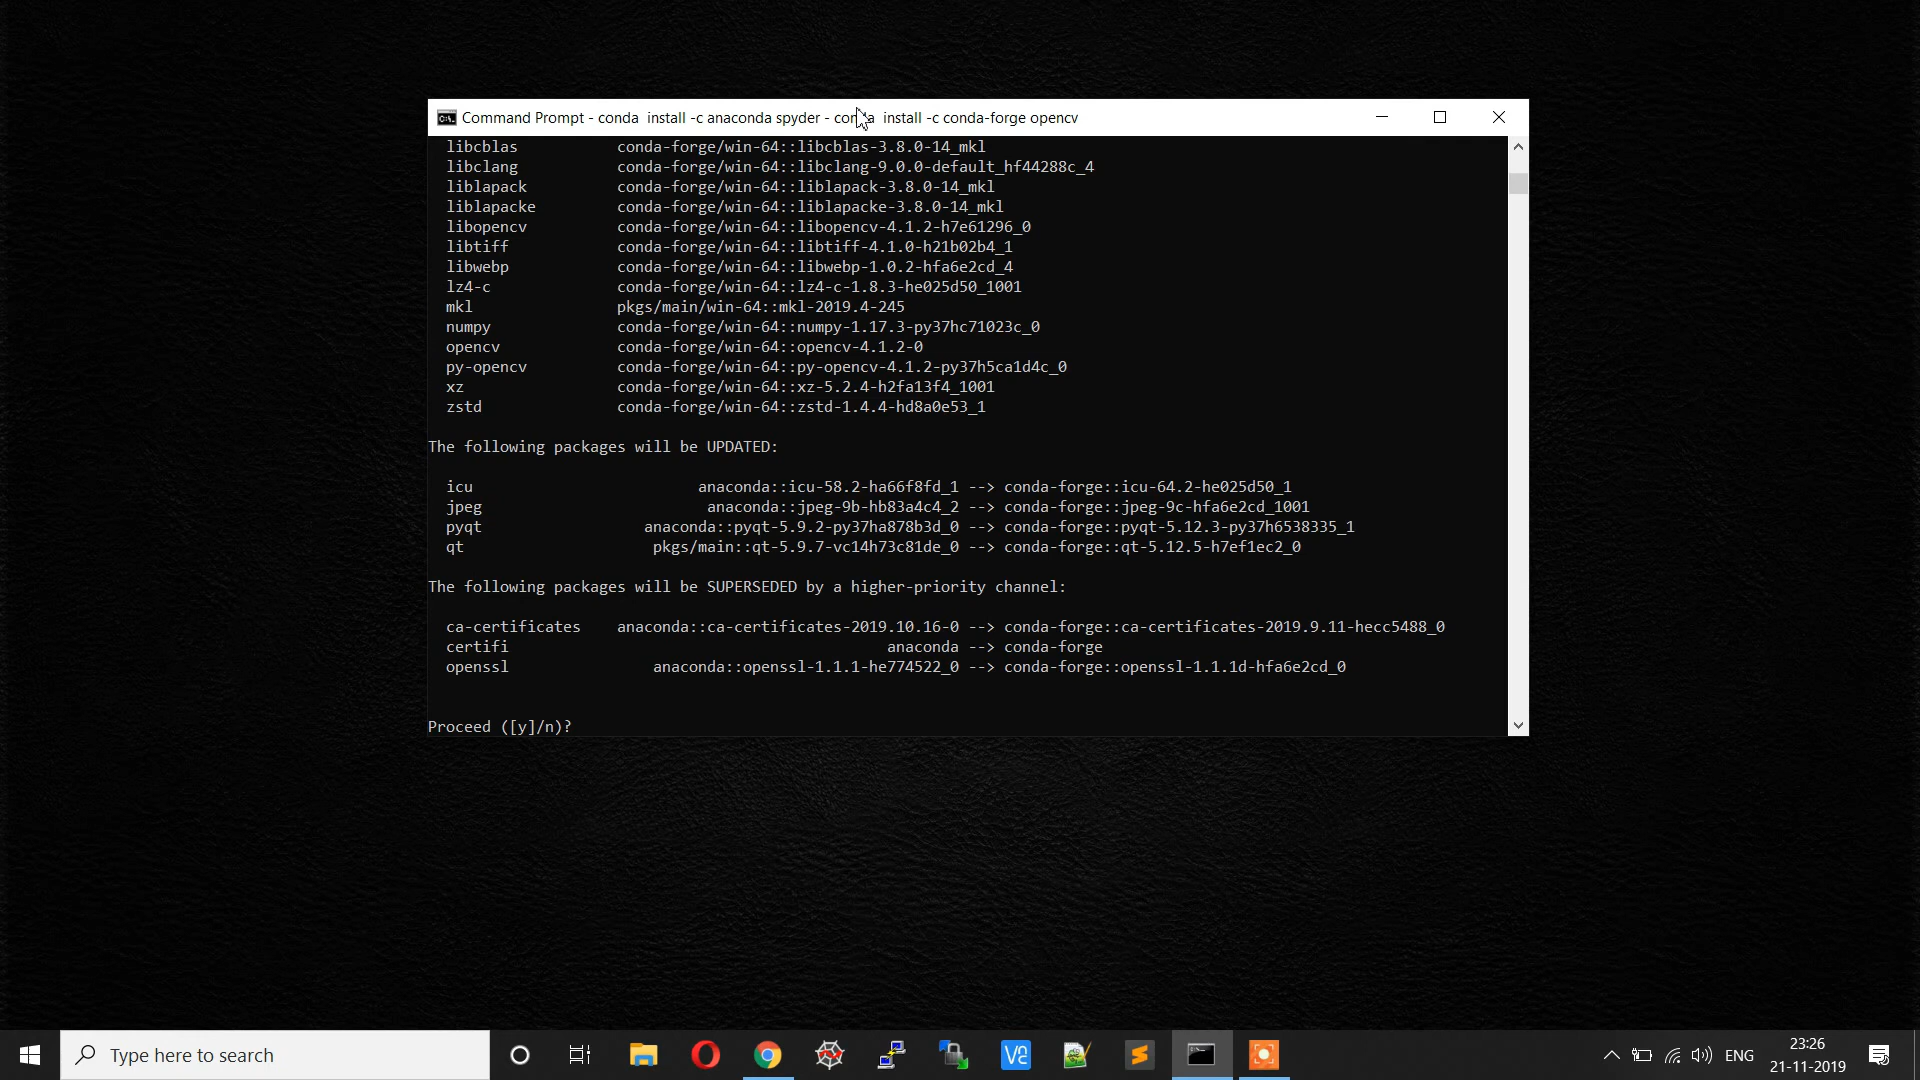 Command Prompt - conda  install -c anaconda spyder - conda  install -c conda-forge opencv
libcblas conda-forge/win-64::libcblas-3.8.0-14_mkl
libclang conda-forge/win-64::libclang-9.0.0-default_hf44288c_4
liblapack conda-forge/win-64::liblapack-3.8.0-14_mkl
liblapacke conda-forge/win-64::liblapacke-3.8.0-14_mkl
libopencv conda-forge/win-64::libopencv-4.1.2-h7e61296_0
libtiff conda-forge/win-64::libtiff-4.1.0-h21b02b4_1
libwebp conda-forge/win-64::libwebp-1.0.2-hfa6e2cd_4
lz4-c conda-forge/win-64::lz4-c-1.8.3-he025d50_1001
mkl pkgs/main/win-64::mkl-2019.4-245
numpy conda-forge/win-64::numpy-1.17.3-py37hc71023c_0
opencv conda-forge/win-64::opencv-4.1.2-0
py-opencv conda-forge/win-64::py-opencv-4.1.2-py37h5ca1d4c_0
xz conda-forge/win-64::xz-5.2.4-h2fa13f4_1001
zstd conda-forge/win-64::zstd-1.4.4-hd8a0e53_1
The following packages will be UPDATED:
icu anaconda::icu-58.2-ha66f8fd_1 --> conda-forge::icu-64.2-he025d50_1
jpeg anaconda::jpeg-9b-hb83a4c4_2 --> conda-forge::jpeg-9c-hfa6e2cd_1001
pyqt anaconda::pyqt-5.9.2-py37ha878b3d_0 --> conda-forge::pyqt-5.12.3-py37h6538335_1
qt pkgs/main::qt-5.9.7-vc14h73c81de_0 --> conda-forge::qt-5.12.5-h7ef1ec2_0
The following packages will be SUPERSEDED by a higher-priority channel:
ca-certificates anaconda::ca-certificates-2019.10.16-0 --> conda-forge::ca-certificates-2019.9.11-hecc5488_0
certifi anaconda --> conda-forge
openssl anaconda::openssl-1.1.1-he774522_0 --> conda-forge::openssl-1.1.1d-hfa6e2cd_0
Proceed ([y]/n)?
Type here to search
ENG
23:26
21-11-2019